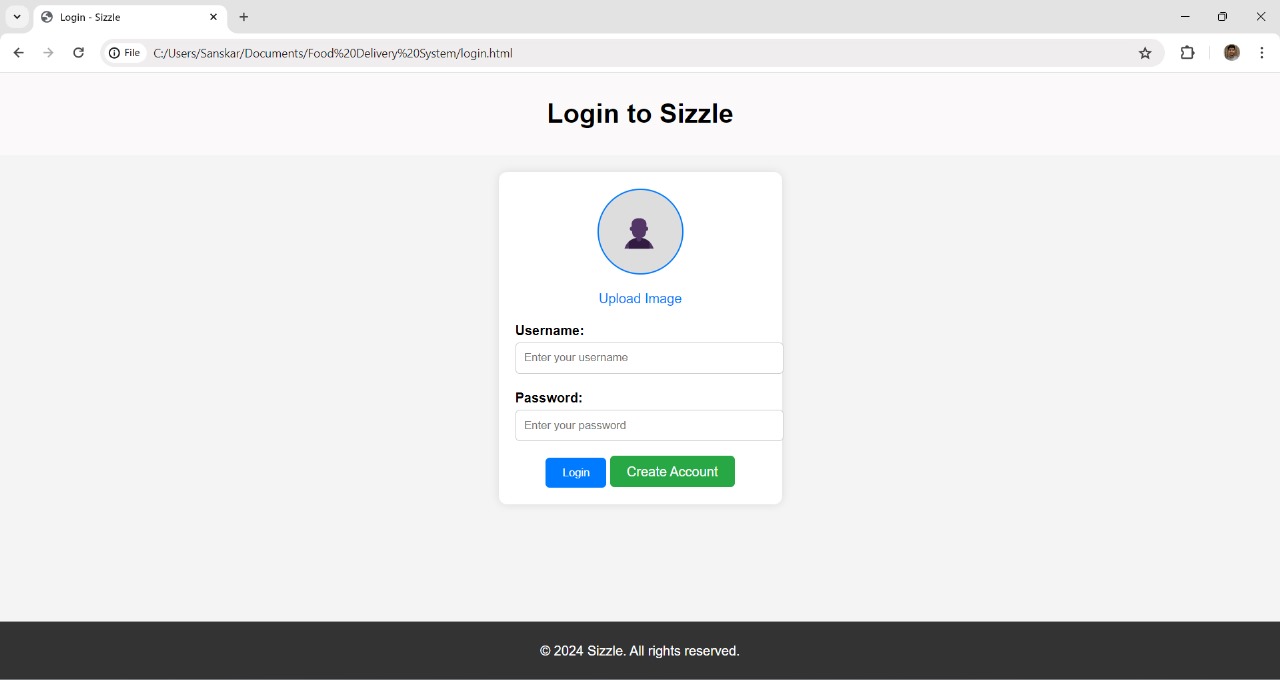 Login - Sizzle
File C:/Users/Sanskar/Documents/Food%20Delivery%20System/login.html
Login to Sizzle
Upload Image
Username:
Enter your username
Password:
Enter your password
Login Create Account
© 2024 Sizzle. All rights reserved.